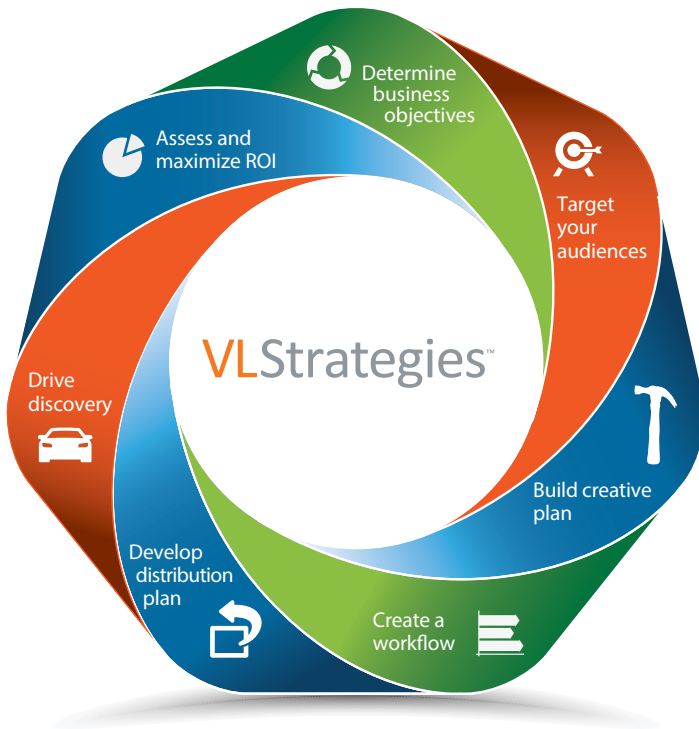 Determine
business
objectives
Target
your
audiences
Build creative
plan
Create a
workflow
Develop
distribution
plan
Drive
discovery
Assess and
maximize ROI
VLStrategies™